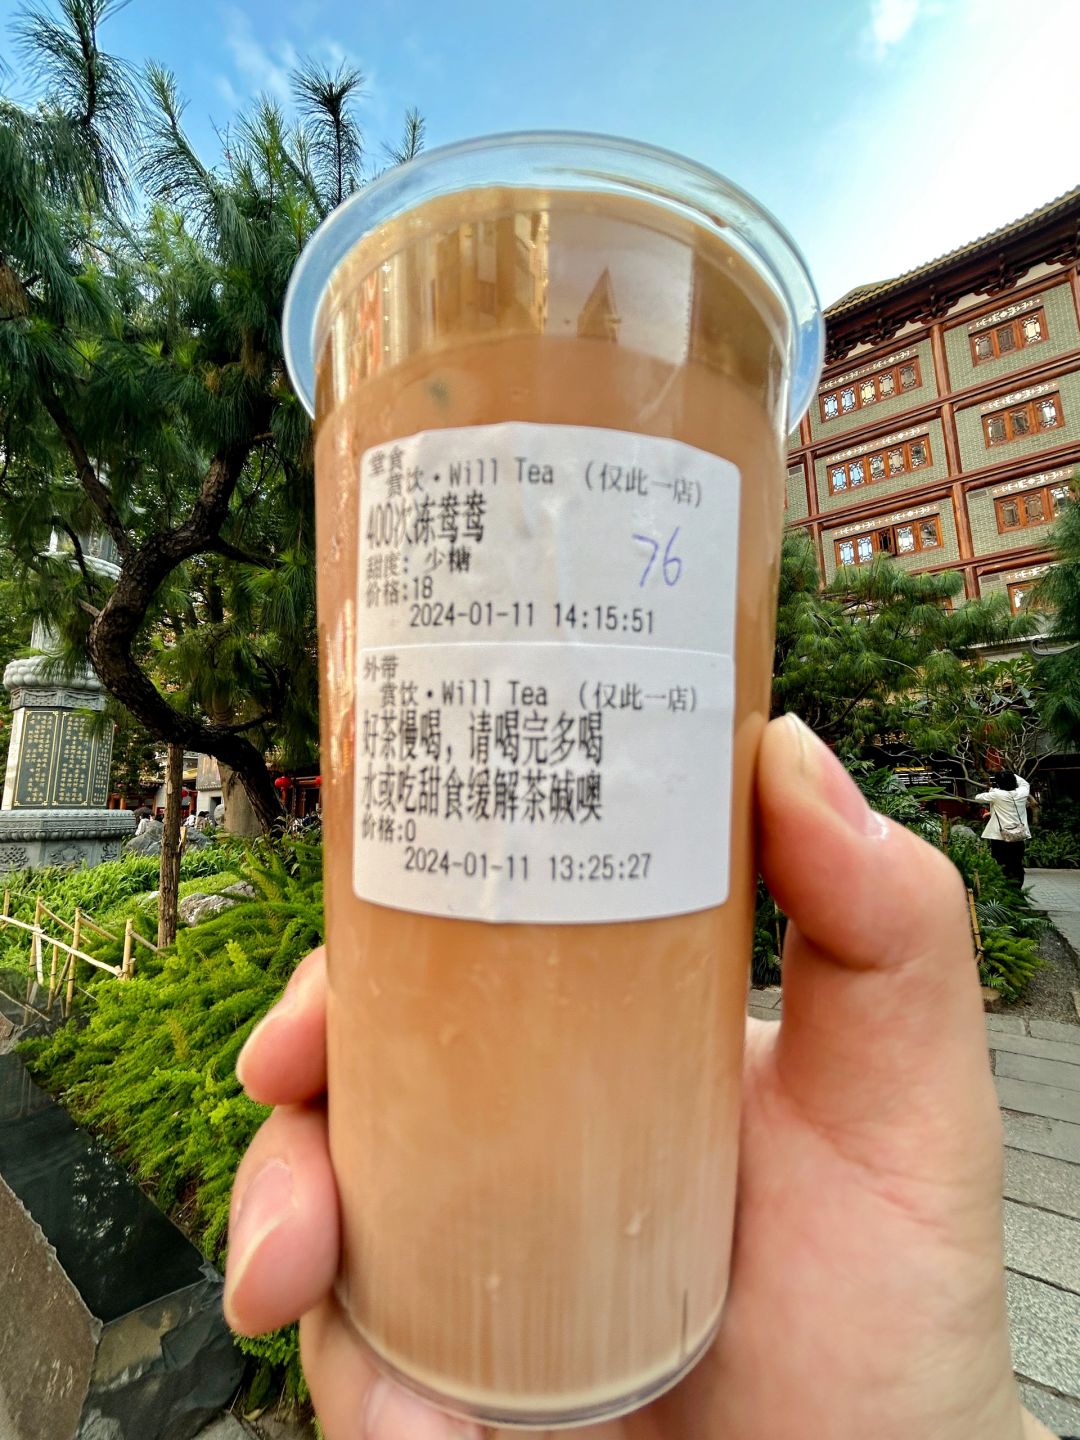 堂食
赏饮·Will Tea （仅此一店）
400次冻鸳鸯
甜度：少糖
76
价格:18
2024-01-11 14:15:51
外带
赏饮·Will Tea （仅此一店）
好茶慢喝，请喝完多喝
水或吃甜食缓解茶碱噢
价格:0
2024-01-11 13:25:27